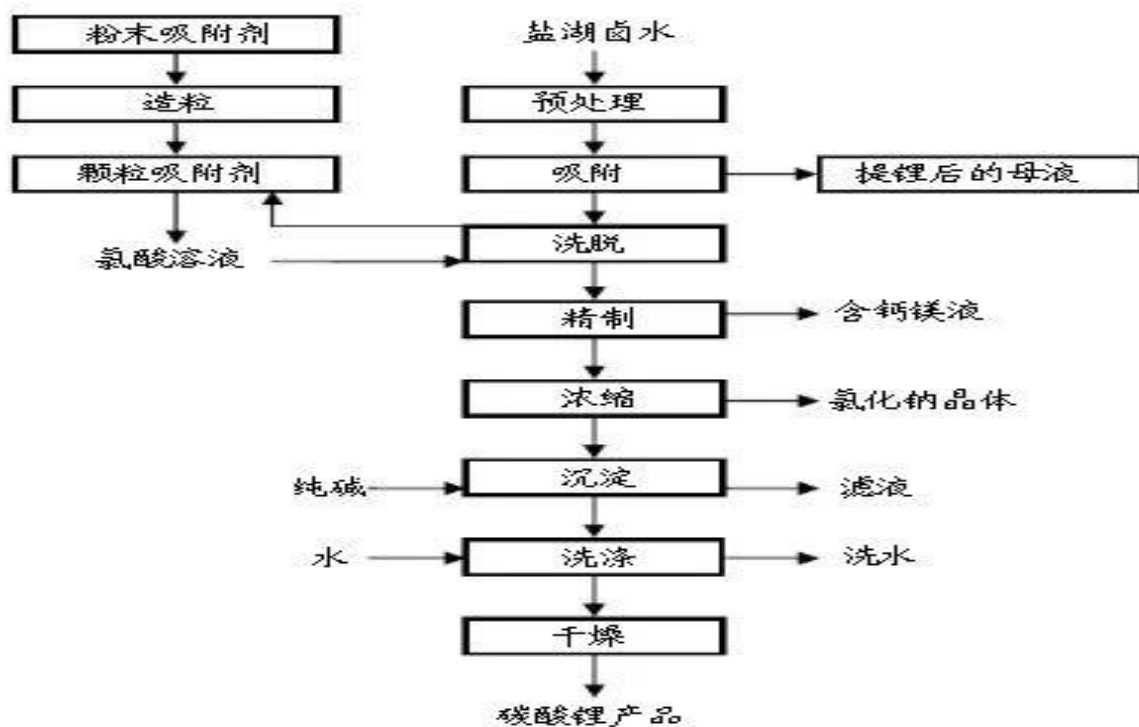 粉末吸附剂
盐湖卤水
造粒
预处理
颗粒吸附剂
吸附
提锂后的母液
洗脱
氯酸溶液
精制
含钙镁液
浓缩
氯化钠晶体
纯碱
沉淀
滤液
水
洗涤
洗水
干燥
碳酸锂产品